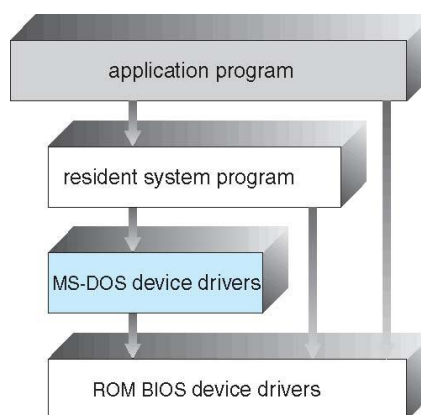 application program
resident system program
MS-DOS device drivers
ROM BIOS device drivers